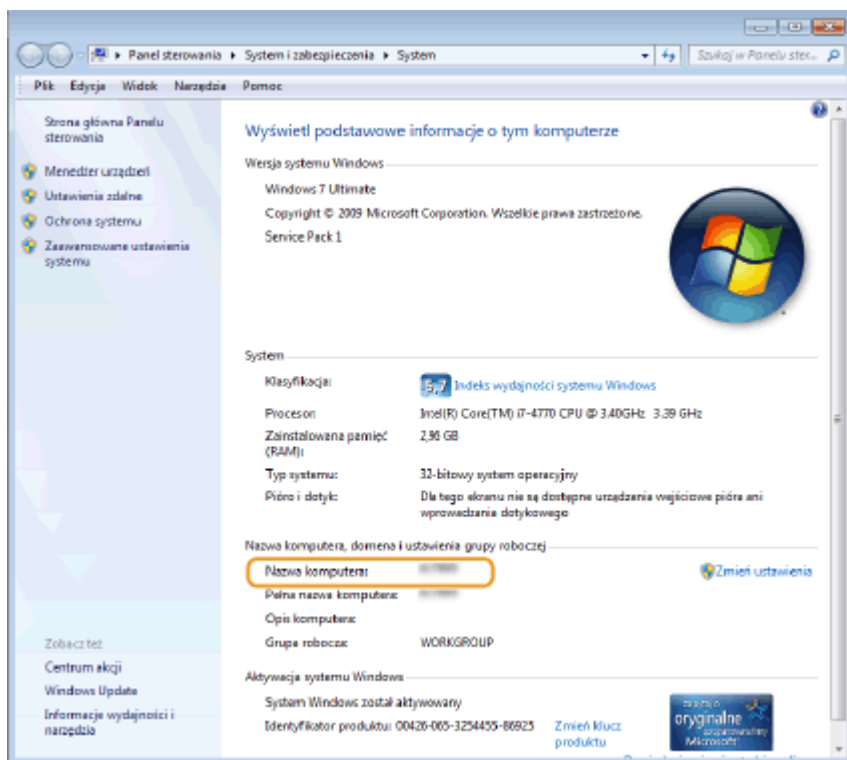 Panel sterowania ▸ System i zabezpieczenia ▸ System
Szukaj w Panelu ster...
Plik Edycja Widok Narzędzia Pomoc
Strona główna Panelu
sterowania
Menedżer urządzeń
Ustawienia zdalne
Ochrona systemu
Zaawansowane ustawienia
systemu
Wyświetl podstawowe informacje o tym komputerze
Wersja systemu Windows
Windows 7 Ultimate
Copyright © 2009 Microsoft Corporation. Wszelkie prawa zastrzeżone.
Service Pack 1
System
Klasyfikacja: 5,7 Indeks wydajności systemu Windows
Procesor: Intel(R) Core(TM) i7-4770 CPU @ 3.40GHz 3.39 GHz
Zainstalowana pamięć 2,96 GB
(RAM):
Typ systemu: 32-bitowy system operacyjny
Pióro i dotyk: Dla tego ekranu nie są dostępne urządzenia wejściowe pióra ani
wprowadzania dotykowego
Nazwa komputera, domena i ustawienia grupy roboczej
Nazwa komputera: Zmień ustawienia
Pełna nazwa komputera:
Opis komputera:
Grupa robocza: WORKGROUP
Aktywacja systemu Windows
System Windows został aktywowany
Identyfikator produktu: 00426-065-3254455-86925 Zmień klucz
produktu
oryginalne
oprogramowanie
Microsoft
Zobacz też
Centrum akcji
Windows Update
Informacje wydajności i
narzędzia